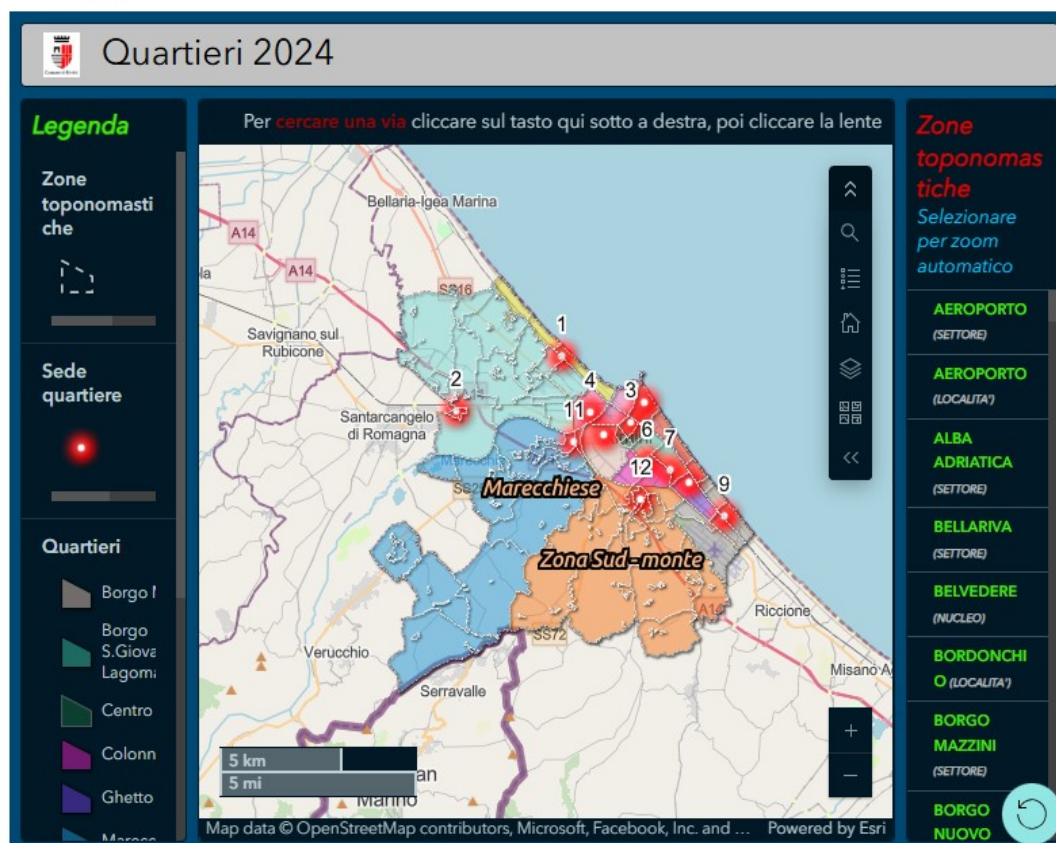 Quartieri 2024
Legenda
Zone
toponomasti
che
Sede
quartiere
Quartieri
Borgo
Borgo
S.Giova
Lagoma
Centro
Colonn
Ghetto
Per cercare una via cliccare sul tasto qui sotto a destra, poi cliccare la lente
Bellaria-Igea Marina
A14
A14
SS16
Savignano sul
Rubicone
1
2
4
3
Santarcangelo
di Romagna
11
6
7
12
Marecchiese
9
Zona Sud - monte
A14
Riccione
SS72
Verucchio
Misano A
Serravalle
5 km
5 mi
Marino
Map data © OpenStreetMap contributors, Microsoft, Facebook, Inc. and ...
Powered by Esri
Zone
toponomas
tiche
Selezionare
per zoom
automatico
AEROPORTO
(SETTORE)
AEROPORTO
(LOCALITA')
ALBA
ADRIATICA
(SETTORE)
BELLARIVA
(SETTORE)
BELVEDERE
(NUCLEO)
BORDONCHI
O (LOCALITA')
BORGO
MAZZINI
(SETTORE)
BORGO
NUOVO